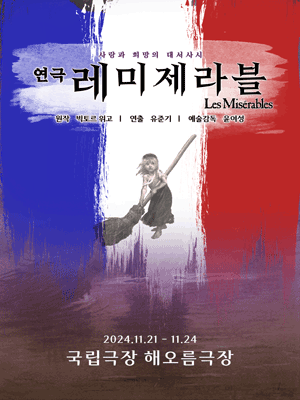 사랑과 희망의 대서사시
연극 레미제라블
Les Misérables
원작 빅토르 위고 | 연출 유준기 | 예술감독 윤여성
2024.11.21 - 11.24
국립극장 해오름극장